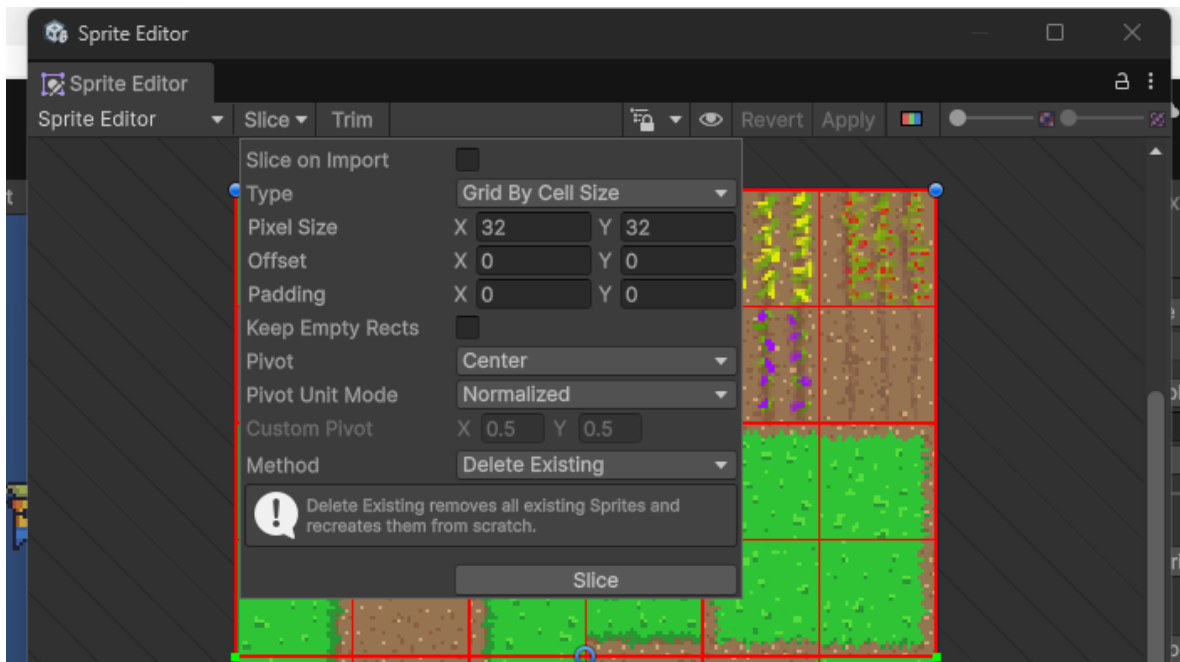 Sprite Editor
Sprite Editor
Sprite Editor Slice Trim Revert Apply
Slice on Import
Type Grid By Cell Size
Pixel Size X 32 Y 32
Offset X 0 Y 0
Padding X 0 Y 0
Keep Empty Rects
Pivot Center
Pivot Unit Mode Normalized
Custom Pivot X 0.5 Y 0.5
Method Delete Existing
Delete Existing removes all existing Sprites and
recreates them from scratch.
Slice